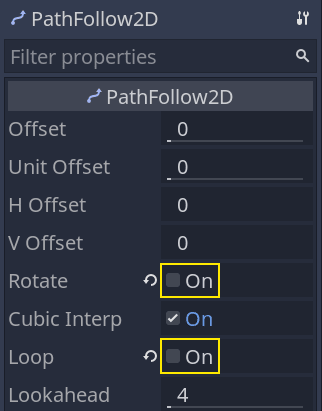 PathFollow2D
Filter properties
PathFollow2D
Offset 0
Unit Offset 0
H Offset 0
V Offset 0
Rotate On
Cubic Interp On
Loop On
Lookahead 4